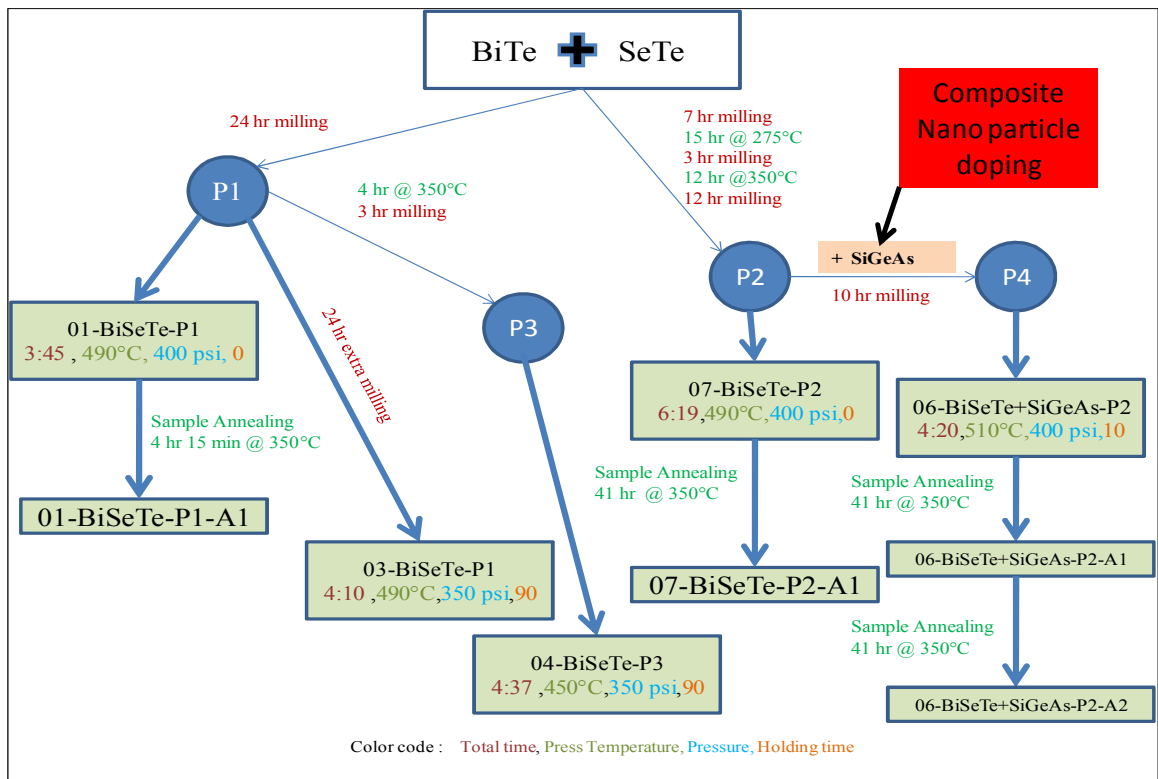 BiTe + SeTe
Composite
Nano particle
doping
24 hr milling
7 hr milling
15 hr @ 275°C
3 hr milling
12 hr @350°C
12 hr milling
P1
4 hr @ 350°C
3 hr milling
+ SiGeAs
P2
P4
10 hr milling
P3
24 hr extra milling
01-BiSeTe-P1
3:45 , 490°C, 400 psi, 0
07-BiSeTe-P2
6:19,490°C,400 psi,0
06-BiSeTe+SiGeAs-P2
4:20,510°C,400 psi,10
Sample Annealing
4 hr 15 min @ 350°C
Sample Annealing
41 hr @ 350°C
Sample Annealing
41 hr @ 350°C
01-BiSeTe-P1-A1
03-BiSeTe-P1
4:10 ,490°C,350 psi,90
07-BiSeTe-P2-A1
06-BiSeTe+SiGeAs-P2-A1
Sample Annealing
41 hr @ 350°C
04-BiSeTe-P3
4:37 ,450°C,350 psi,90
06-BiSeTe+SiGeAs-P2-A2
Color code : Total time, Press Temperature, Pressure, Holding time